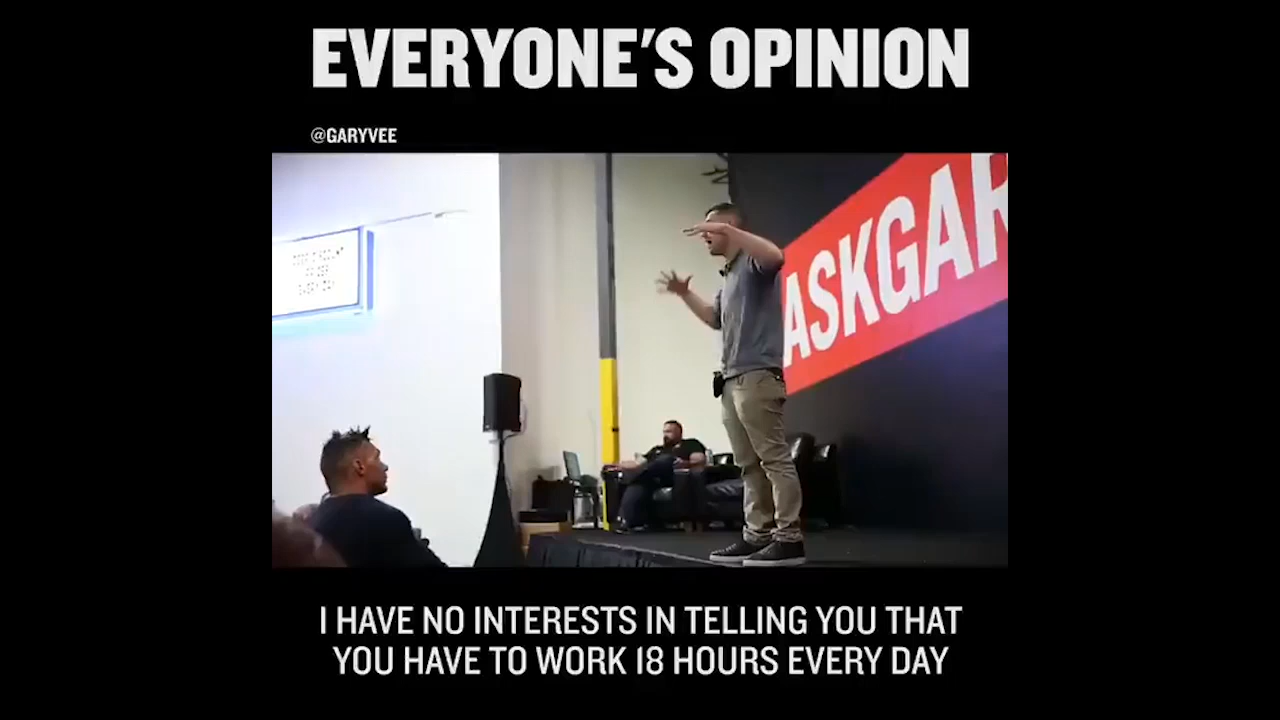 EVERYONE'S OPINION
@GARYVEE
ASKGAR
I HAVE NO INTERESTS IN TELLING YOU THAT
YOU HAVE TO WORK 18 HOURS EVERY DAY